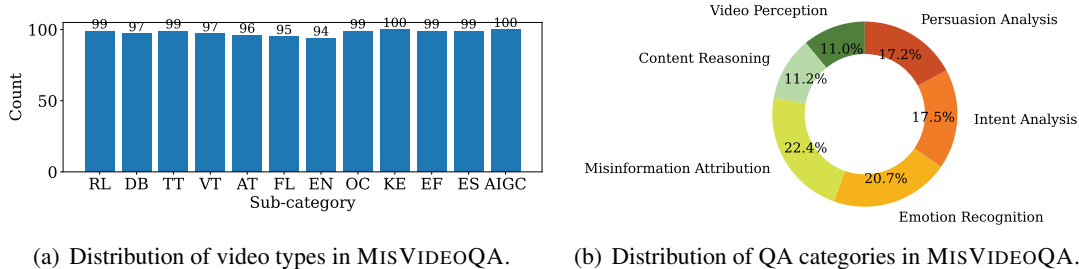 99 97 99 97 96 95 94 99 100 99 99 100
100
50
0
Count
RL DB TT VT AT FL EN OC KE EF ES AIGC
Sub-category
(a) Distribution of video types in MISVIDEOQA.
Video Perception
Persuasion Analysis
Content Reasoning
Intent Analysis
Misinformation Attribution
Emotion Recognition
11.0%
17.2%
11.2%
17.5%
22.4%
20.7%
(b) Distribution of QA categories in MISVIDEOQA.